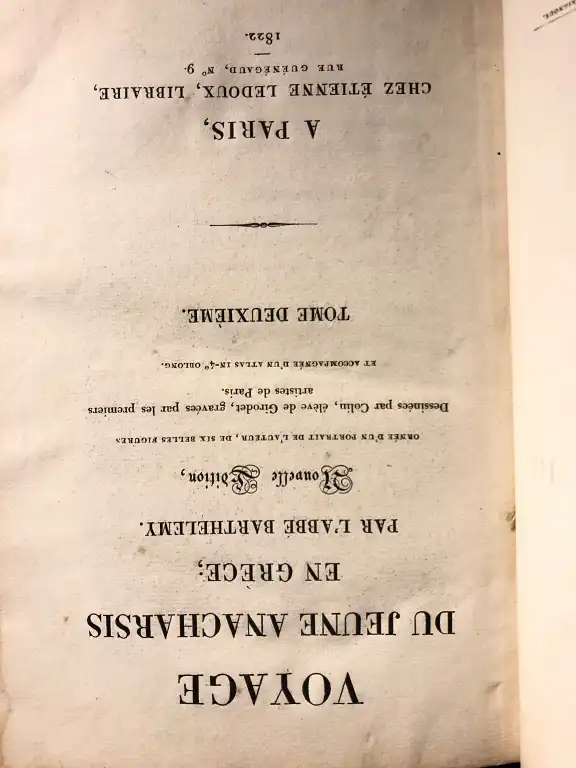 VOYAGE
DU JEUNE ANACHARSIS
EN GRÈCE;
PAR L'ABBÉ BARTHELEMY.
Nouvelle Édition,
ORNÉE D'UN PORTRAIT DE L'AUTEUR, DE SIX BELLES FIGURES
Dessinées par Colin, élève de Girodet, gravées par les premiers
artistes de Paris.
ET ACCOMPAGNÉE D'UN ATLAS IN-4º OBLONG.
TOME DEUXIÈME.
A PARIS,
CHEZ ÉTIENNE LEDOUX, LIBRAIRE,
RUE GUÉNÉGAUD, Nº 9.
1822.